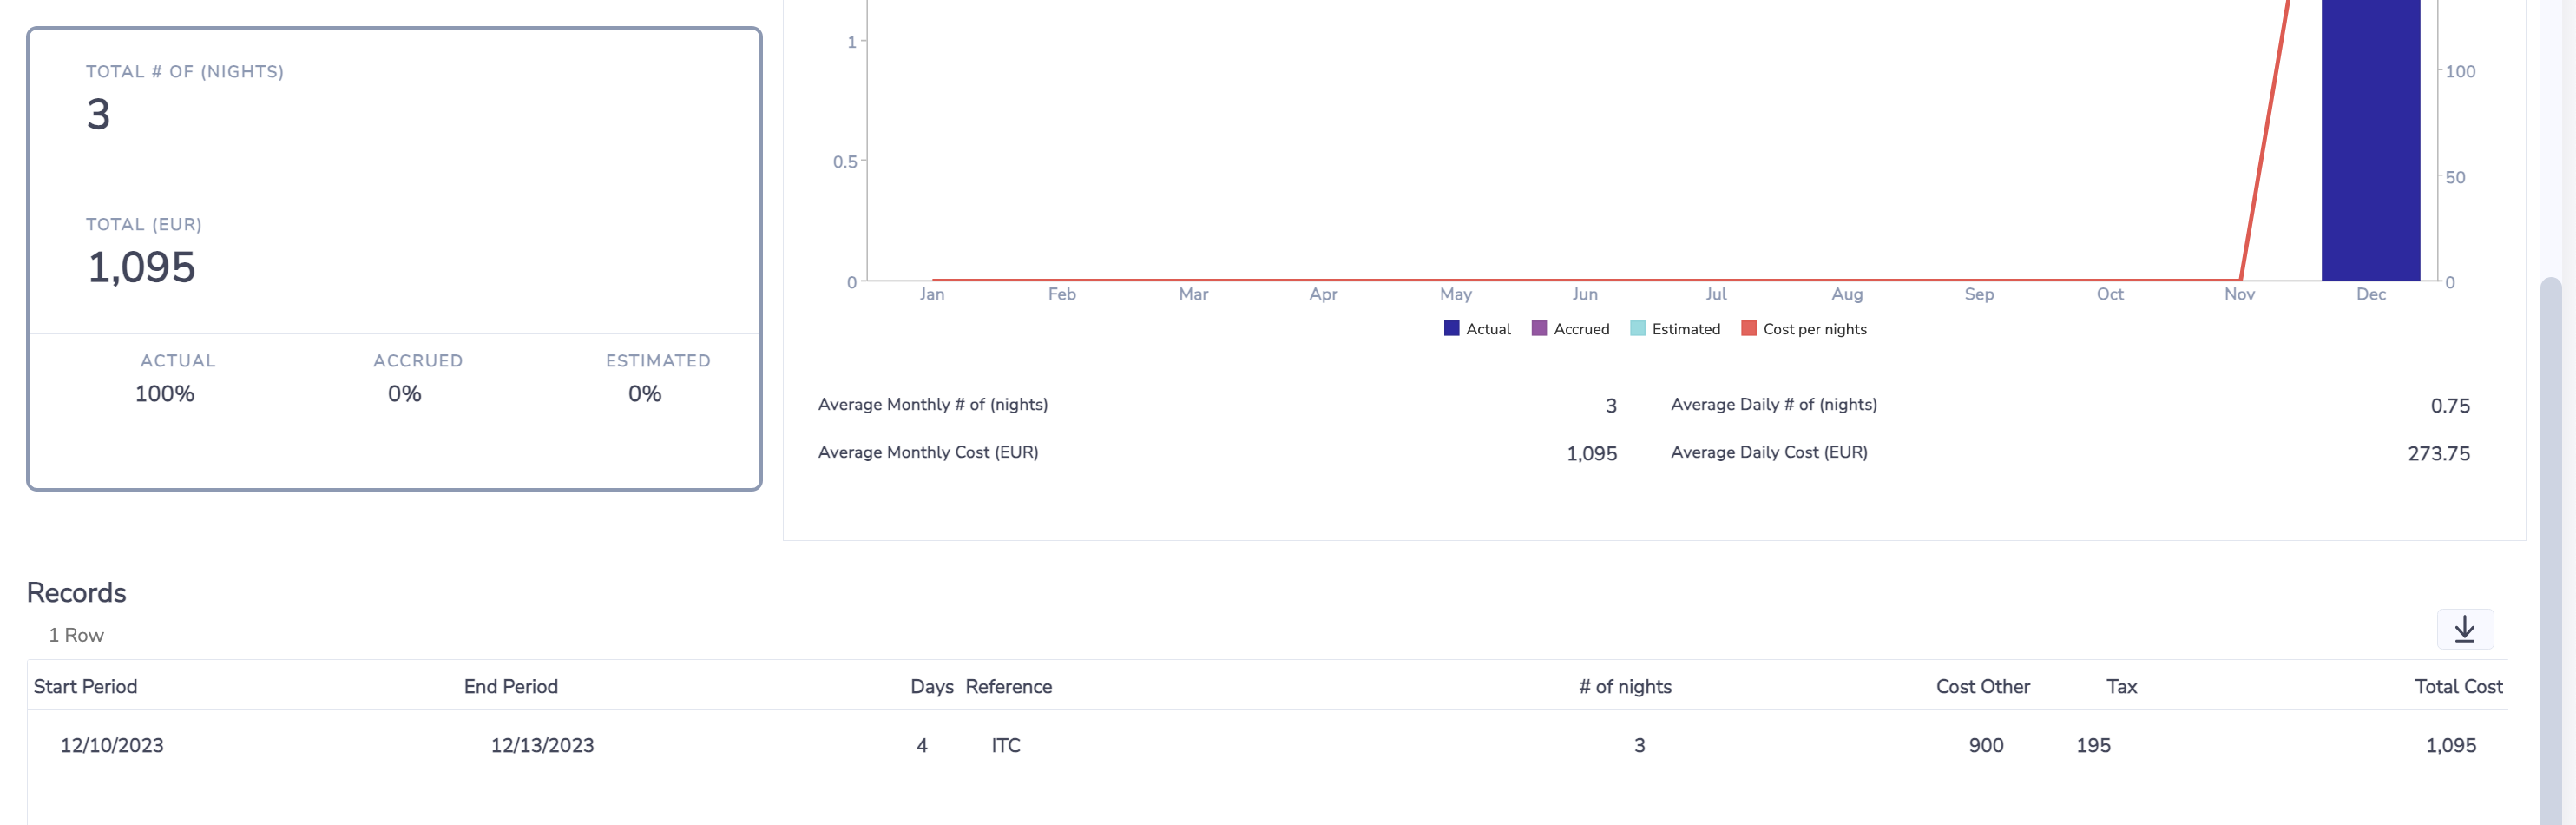 TOTAL # OF (NIGHTS)
3
TOTAL (EUR)
1,095
ACTUAL ACCRUED ESTIMATED
100% 0% 0%
1
0.5
0
100
50
0
Jan Feb Mar Apr May Jun Jul Aug Sep Oct Nov Dec
Actual Accrued Estimated Cost per nights
Average Monthly # of (nights) 3 Average Daily # of (nights) 0.75
Average Monthly Cost (EUR) 1,095 Average Daily Cost (EUR) 273.75
Records
1 Row
Start Period End Period Days Reference # of nights Cost Other Tax Total Cost
12/10/2023 12/13/2023 4 ITC 3 900 195 1,095